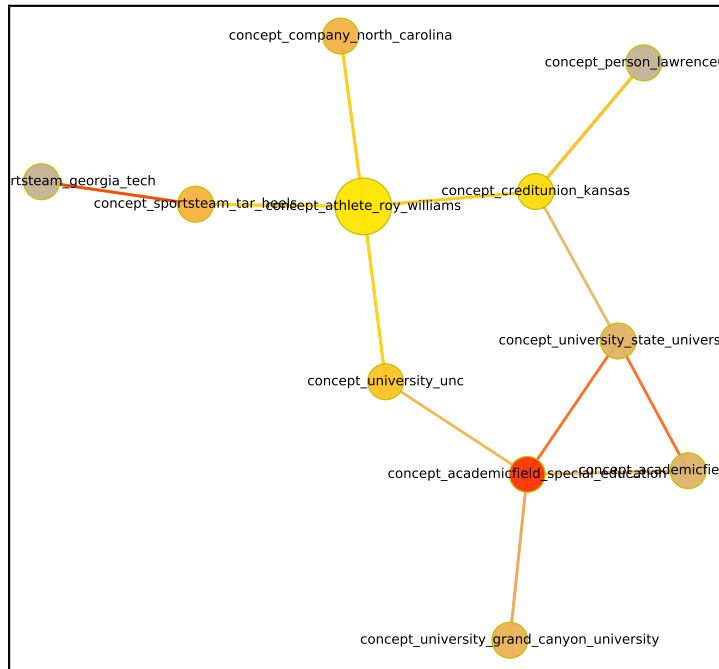 concept_company_north_carolina
concept_person_lawrence
rtsteam_georgia_tech
concept_creditunion_kansas
concept_sportsteam_tar_heels
concept_athlete_roy_williams
concept_university_state_univers
concept_university_unc
concept_academicfield_special_education
concept_academicfie
concept_university_grand_canyon_university